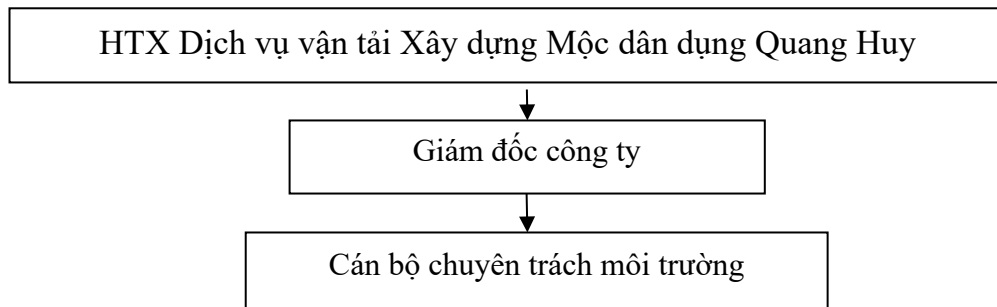 HTX Dịch vụ vận tải Xây dựng Mộc dân dụng Quang Huy
Giám đốc công ty
Cán bộ chuyên trách môi trường